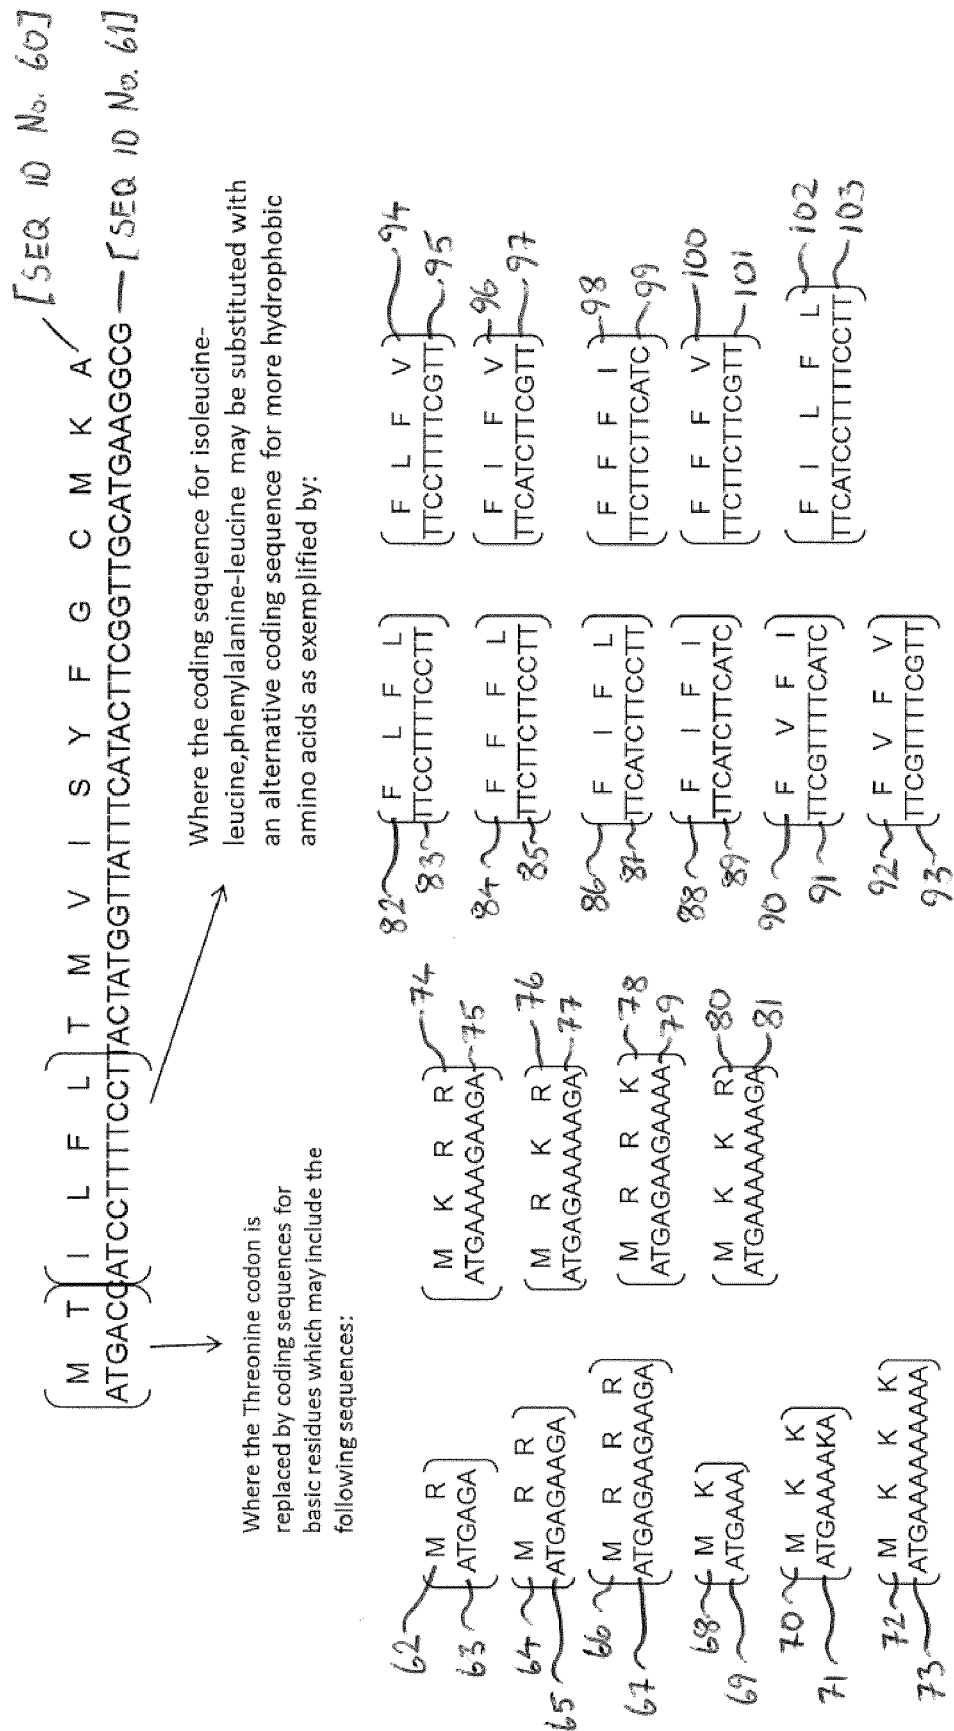 [SEQ ID No. 60]
M T I L F L T M V I S Y F G C M K A
ATGACCATCCTTTTCCTTACTATGGTTATTTCATACTTCGGTTGCATGAAGGCG
[SEQ ID No. 61]
Where the Threonine codon is
replaced by coding sequences for
basic residues which may include the
following sequences:
Where the coding sequence for isoleucine-
leucine,phenylalanine-leucine may be substituted with
an alternative coding sequence for more hydrophobic
amino acids as exemplified by:
62 M R
63 ATGAGA
64 M R R
65 ATGAGAAGA
66 M R R R
67 ATGAGAAGAAGA
68 M K
69 ATGAAA
70 M K K
71 ATGAAAAKA
72 M K K K
73 ATGAAAAAAAAA
M K R R 74
ATGAAAAGAAGA 75
M R K R 76
ATGAGAAAAAGA 77
M R R K 78
ATGAGAAGAAAA 79
M K K R 80
ATGAAAAAAAGA 81
82 F L F L
83 TTCCTTTTCCTT
84 F F F L
85 TTCTTCTTCCTT
86 F I F L
87 TTCATCTTCCTT
88 F I F I
89 TTCATCTTCATC
90 F V F I
91 TTCGTTTTCATC
92 F V F V
93 TTCGTTTTCGTT
F L F V 94
TTCCTTTTCGTT 95
F I F V 96
TTCATCTTCGTT 97
F F F I 98
TTCTTCTTCATC 99
F F F V 100
TTCTTCTTCGTT 101
F I L F L 102
TTCATCCTTTTCCTT 103